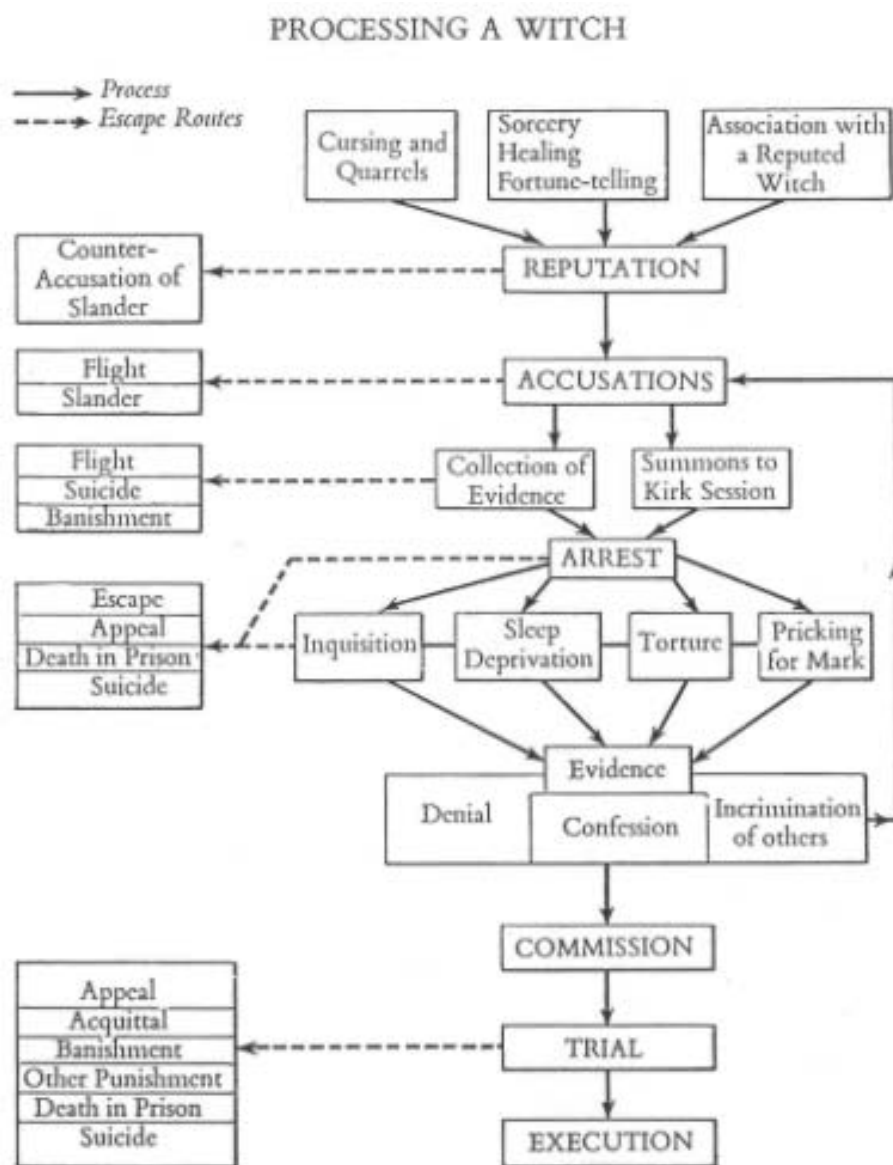 PROCESSING A WITCH
Process
Escape Routes
Cursing and
Quarrels
Sorcery
Healing
Fortune-telling
Association with
a Reputed
Witch
Counter-
Accusation of
Slander
REPUTATION
Flight
Slander
ACCUSATIONS
Flight
Suicide
Banishment
Collection of
Evidence
Summons to
Kirk Session
ARREST
Escape
Appeal
Death in Prison
Suicide
Inquisition
Sleep
Deprivation
Torture
Pricking
for Mark
Evidence
Denial
Confession
Incrimination
of others
COMMISSION
Appeal
Acquittal
Banishment
Other Punishment
Death in Prison
Suicide
TRIAL
EXECUTION